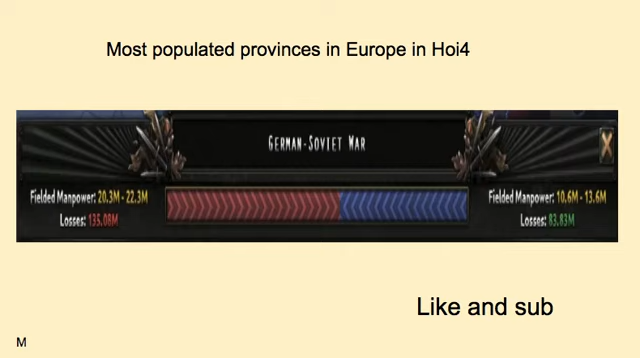 Most populated provinces in Europe in Hoi4
GERMAN-SOVIET WAR
Fielded Manpower: 20.3M - 22.3M
Losses: 135.08M
Fielded Manpower: 10.6M - 13.6M
Losses: 83.83M
Like and sub
M